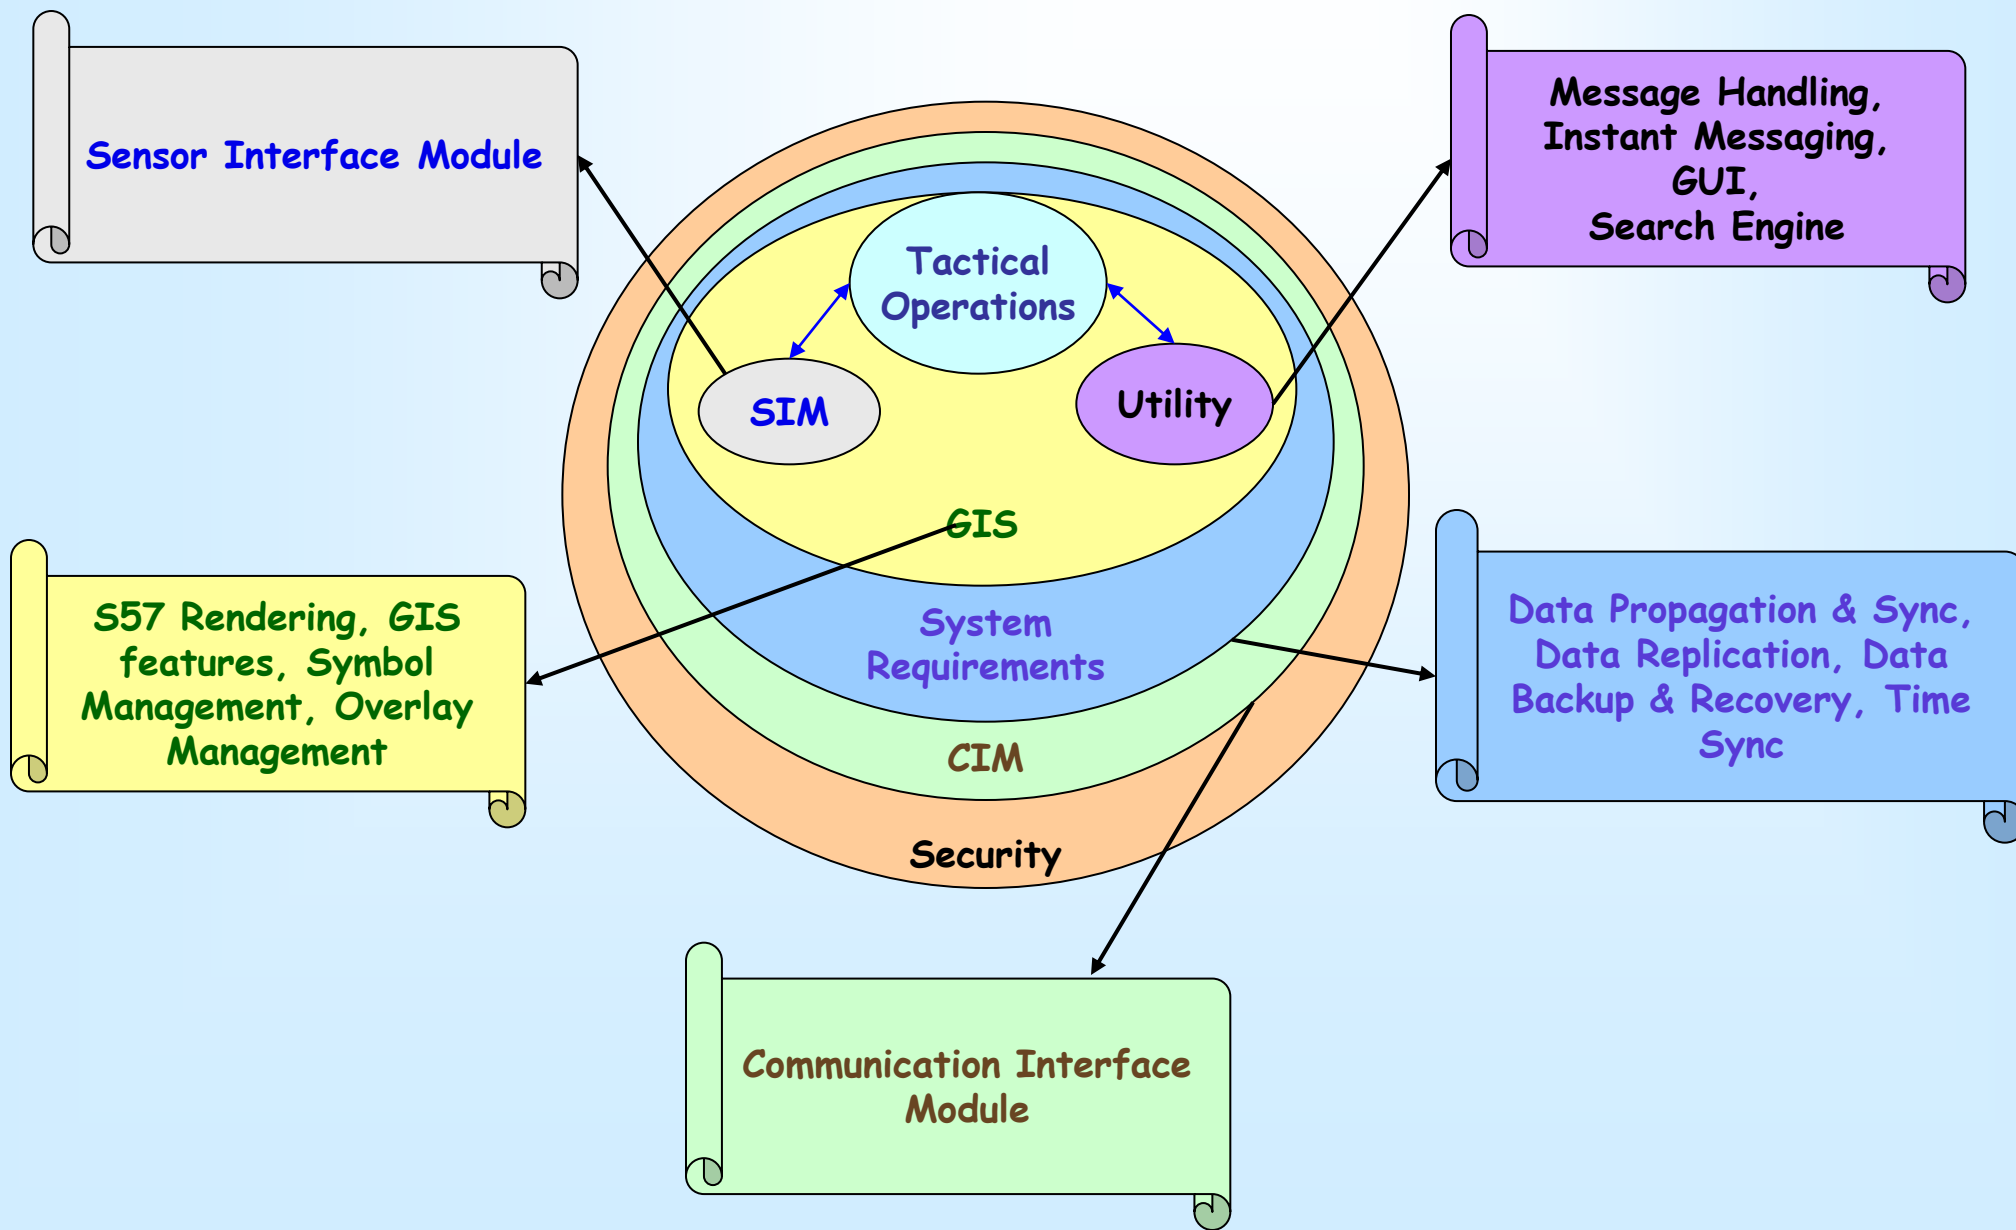 Sensor Interface Module
Message Handling,
Instant Messaging,
GUI,
Search Engine
Tactical
Operations
SIM
Utility
GIS
System
Requirements
CIM
Security
S57 Rendering, GIS
features, Symbol
Management, Overlay
Management
Data Propagation & Sync,
Data Replication, Data
Backup & Recovery, Time
Sync
Communication Interface
Module